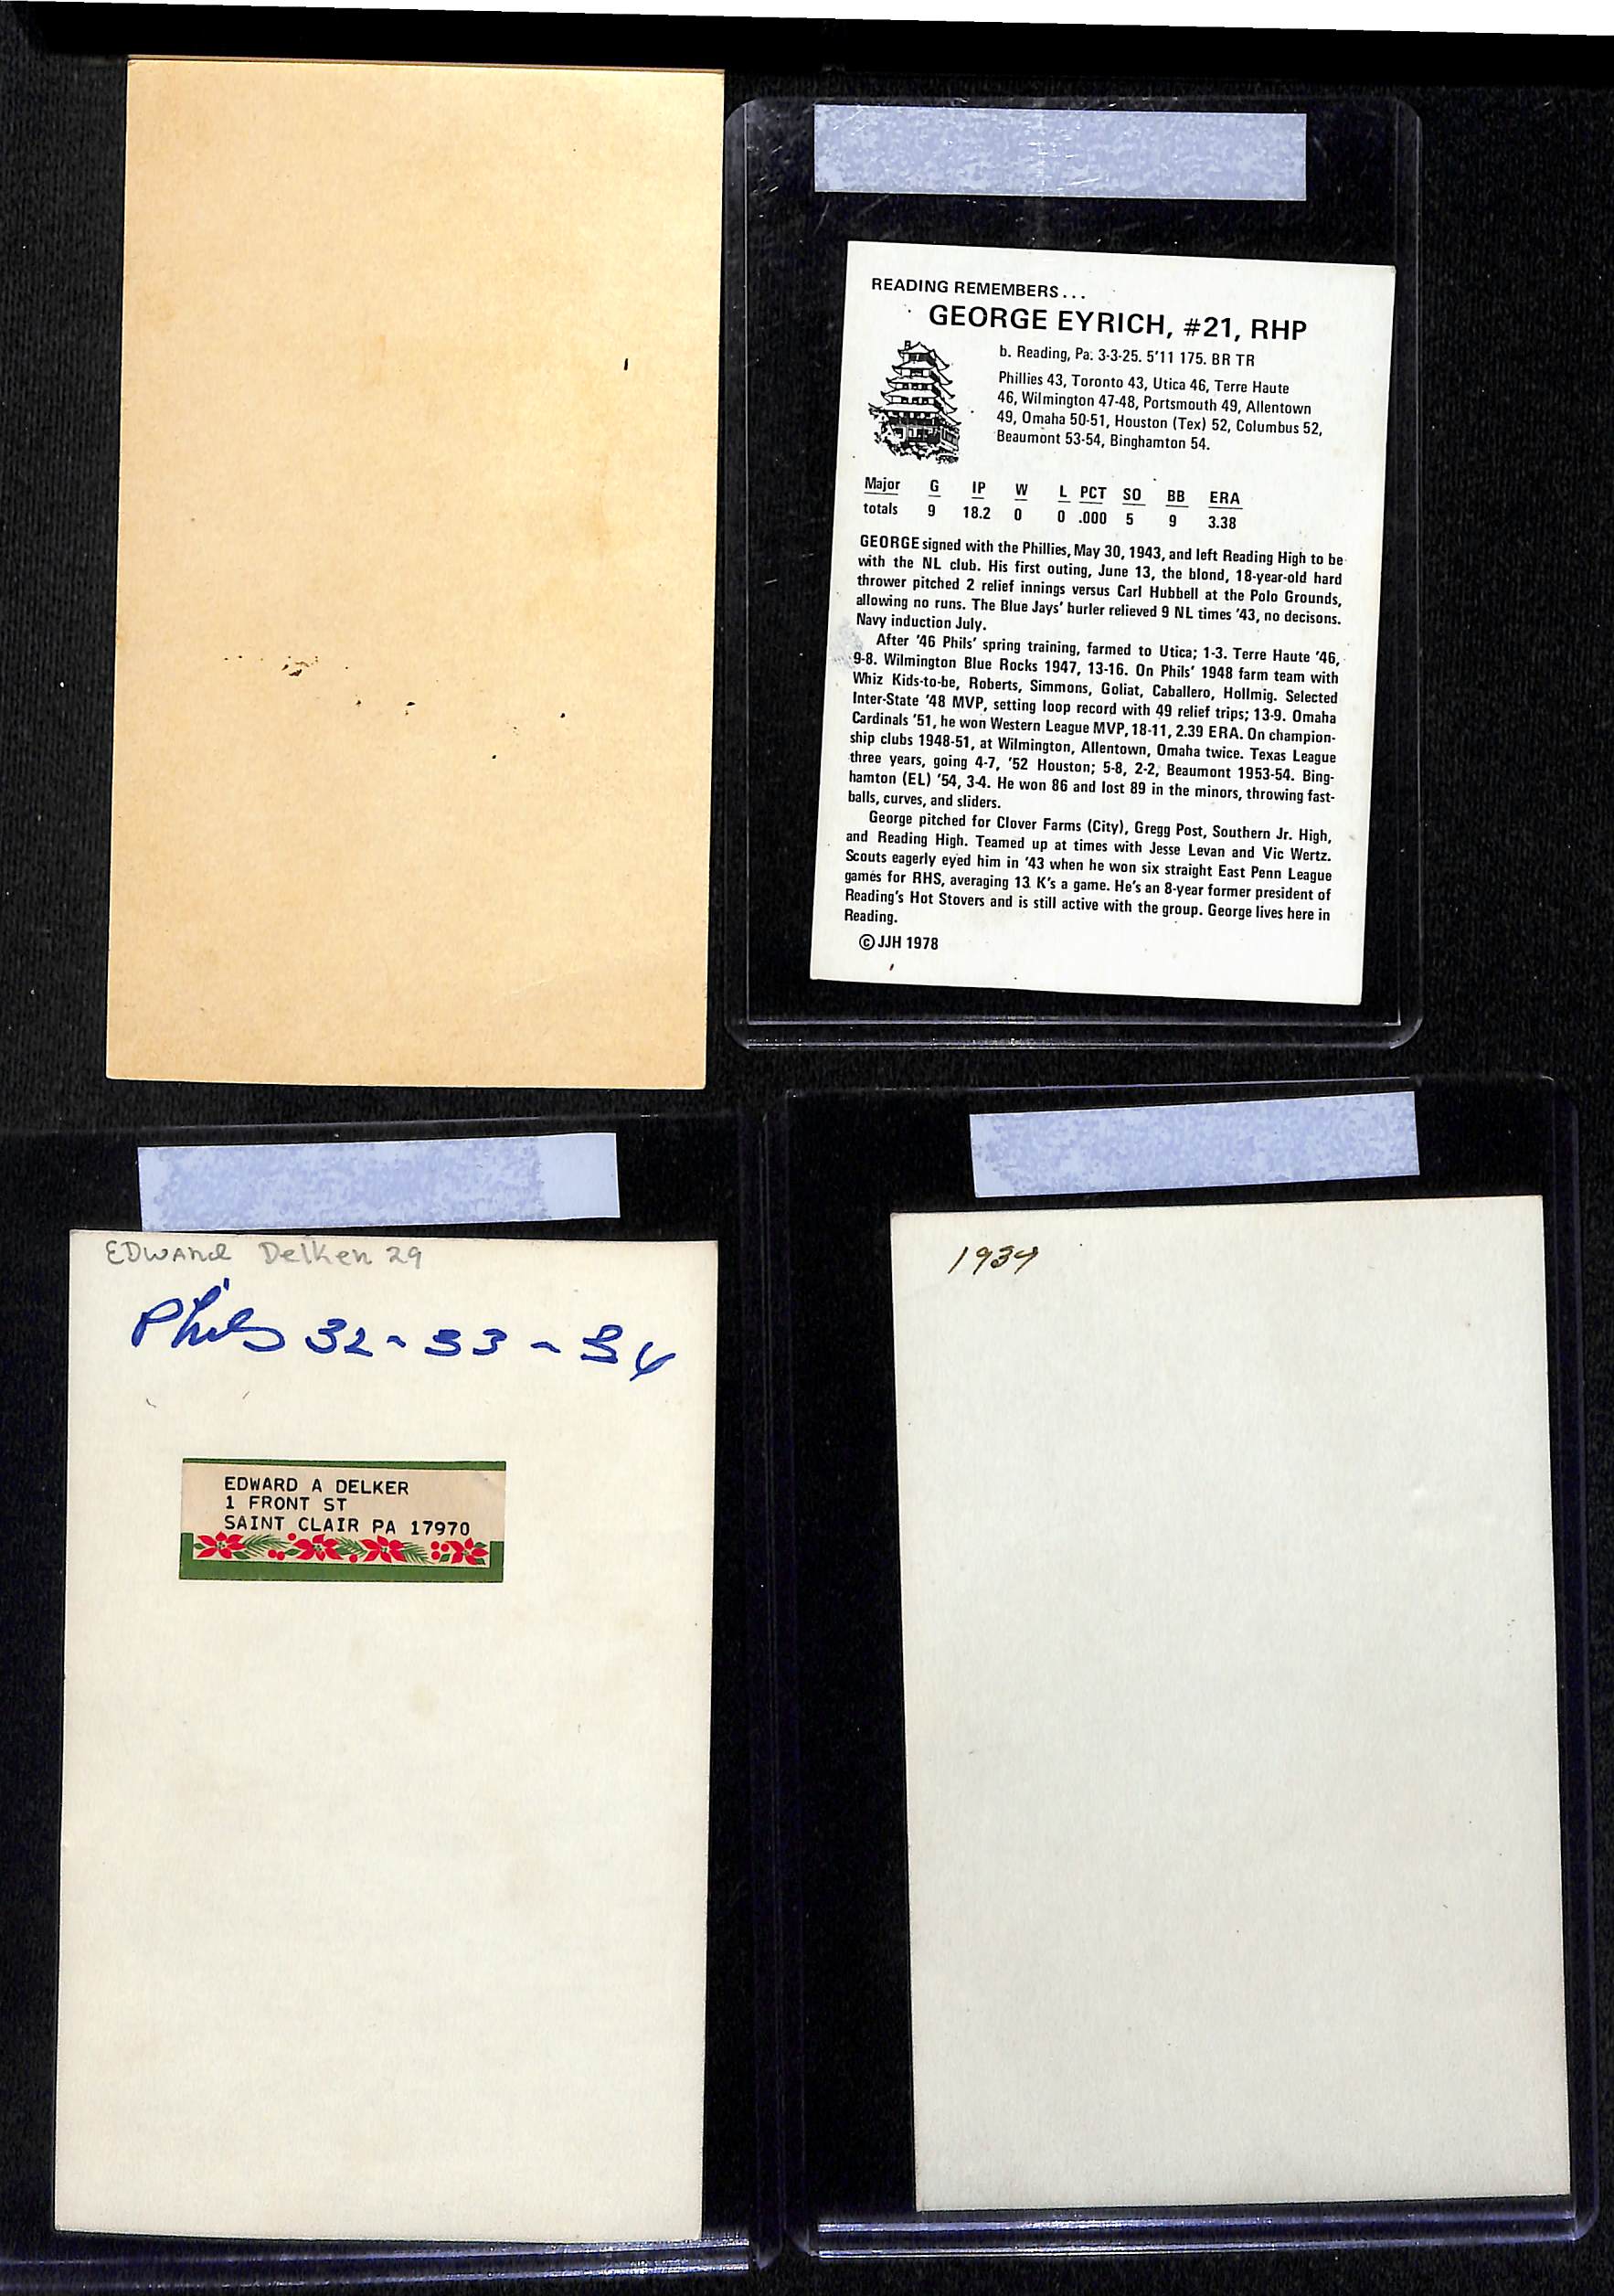 READING REMEMBERS...
GEORGE EYRICH, #21, RHP
b. Reading, Pa. 3-3-25. 5'11 175. BR TR
Phillies 43, Toronto 43, Utica 46, Terre Haute
46, Wilmington 47-48, Portsmouth 49, Allentown
49, Omaha 50-51, Houston (Tex) 52, Columbus 52,
Beaumont 53-54, Binghamton 54.
Major G IP W L PCT SO BB ERA
totals 9 18.2 0 0 .000 5 9 3.38
GEORGE signed with the Phillies, May 30, 1943, and left Reading High to be
with the NL club. His first outing, June 13, the blond, 18-year-old hard
thrower pitched 2 relief innings versus Carl Hubbell at the Polo Grounds,
allowing no runs. The Blue Jays' hurler relieved 9 NL times '43, no decisons.
Navy induction July.
After '46 Phils' spring training, farmed to Utica; 1-3. Terre Haute '46,
9-8. Wilmington Blue Rocks 1947, 13-16. On Phils' 1948 farm team with
Whiz Kids-to-be, Roberts, Simmons, Goliat, Caballero, Hollmig. Selected
Inter-State '48 MVP, setting loop record with 49 relief trips; 13-9. Omaha
Cardinals '51, he won Western League MVP, 18-11, 2.39 ERA. On champion-
ship clubs 1948-51, at Wilmington, Allentown, Omaha twice. Texas League
three years, going 4-7, '52 Houston; 5-8, 2-2, Beaumont 1953-54. Bing-
hamton (EL) '54, 3-4. He won 86 and lost 89 in the minors, throwing fast-
balls, curves, and sliders.
George pitched for Clover Farms (City), Gregg Post, Southern Jr. High,
and Reading High. Teamed up at times with Jesse Levan and Vic Wertz.
Scouts eagerly eyed him in '43 when he won six straight East Penn League
games for RHS, averaging 13 K's a game. He's an 8-year former president of
Reading's Hot Stovers and is still active with the group. George lives here in
Reading.
© JJH 1978
EDWARD Delker 29
Phils 32-33-34
EDWARD A DELKER
1 FRONT ST
SAINT CLAIR PA 17970
1934